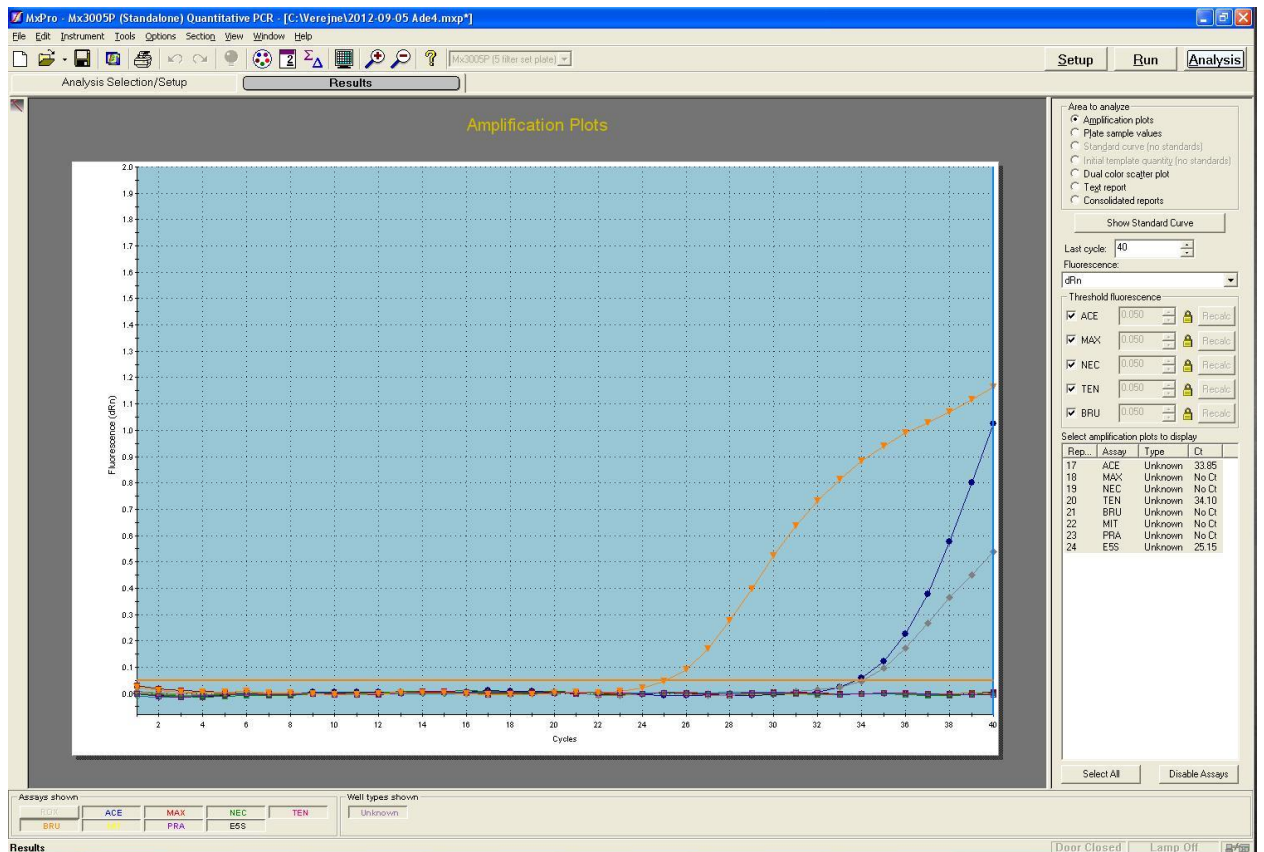 MxPro - Mx3005P (Standalone) Quantitative PCR - [C:\Verejne\2012-09-05 Ade4.mxp*]
File Edit Instrument Tools Options Section View Window Help
Mx3005P (5 filter set plate)
Setup Run Analysis
Analysis Selection/Setup Results
Amplification Plots
2.0
1.9
1.8
1.7
1.6
1.5
1.4
1.3
1.2
1.1
1.0
0.9
0.8
0.7
0.6
0.5
0.4
0.3
0.2
0.1
0.0
Fluorescence (dRn)
2 4 6 8 10 12 14 16 18 20 22 24 26 28 30 32 34 36 38 40
Cycles
Area to analyze
Amplification plots
Plate sample values
Standard curve (no standards)
Initial template quantity (no standards)
Dual color scatter plot
Text report
Consolidated reports
Show Standard Curve
Last cycle: 40
Fluorescence:
dRn
Threshold fluorescence
ACE 0.050 Recalc
MAX 0.050 Recalc
NEC 0.050 Recalc
TEN 0.050 Recalc
BRU 0.050 Recalc
Select amplification plots to display
Rep... Assay Type Ct
17 ACE Unknown 33.85
18 MAX Unknown No Ct
19 NEC Unknown No Ct
20 TEN Unknown 34.10
21 BRU Unknown No Ct
22 MIT Unknown No Ct
23 PRA Unknown No Ct
24 E5S Unknown 25.15
Select All Disable Assays
Assays shown
ROX ACE MAX NEC TEN
BRU MIT PRA E5S
Well types shown
Unknown
Results
Door Closed Lamp Off